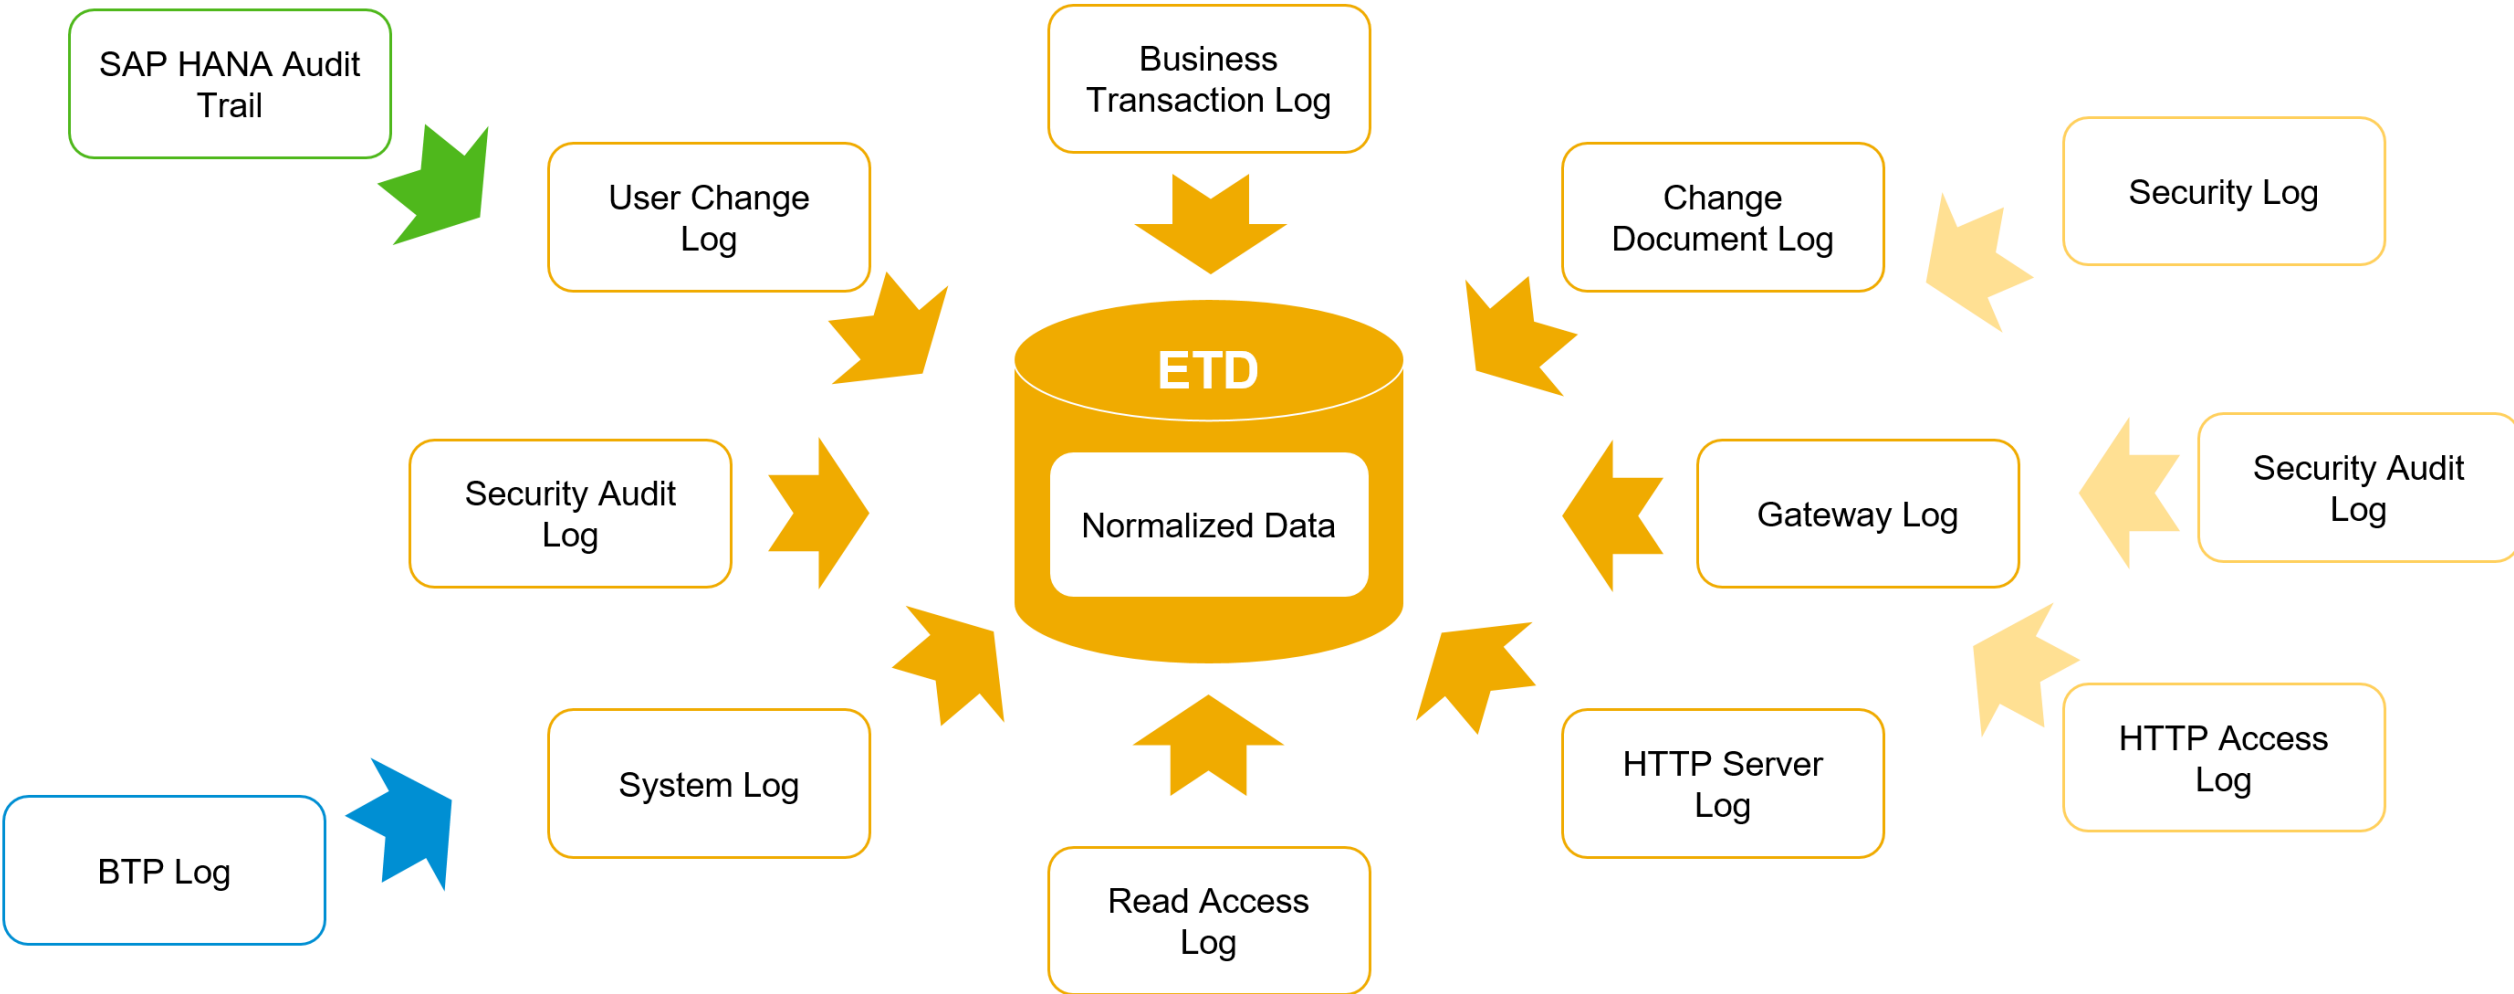 SAP HANA Audit
Trail
Business
Transaction Log
User Change
Log
Change
Document Log
Security Log
ETD
Normalized Data
Security Audit
Log
Gateway Log
Security Audit
Log
System Log
HTTP Server
Log
HTTP Access
Log
BTP Log
Read Access
Log